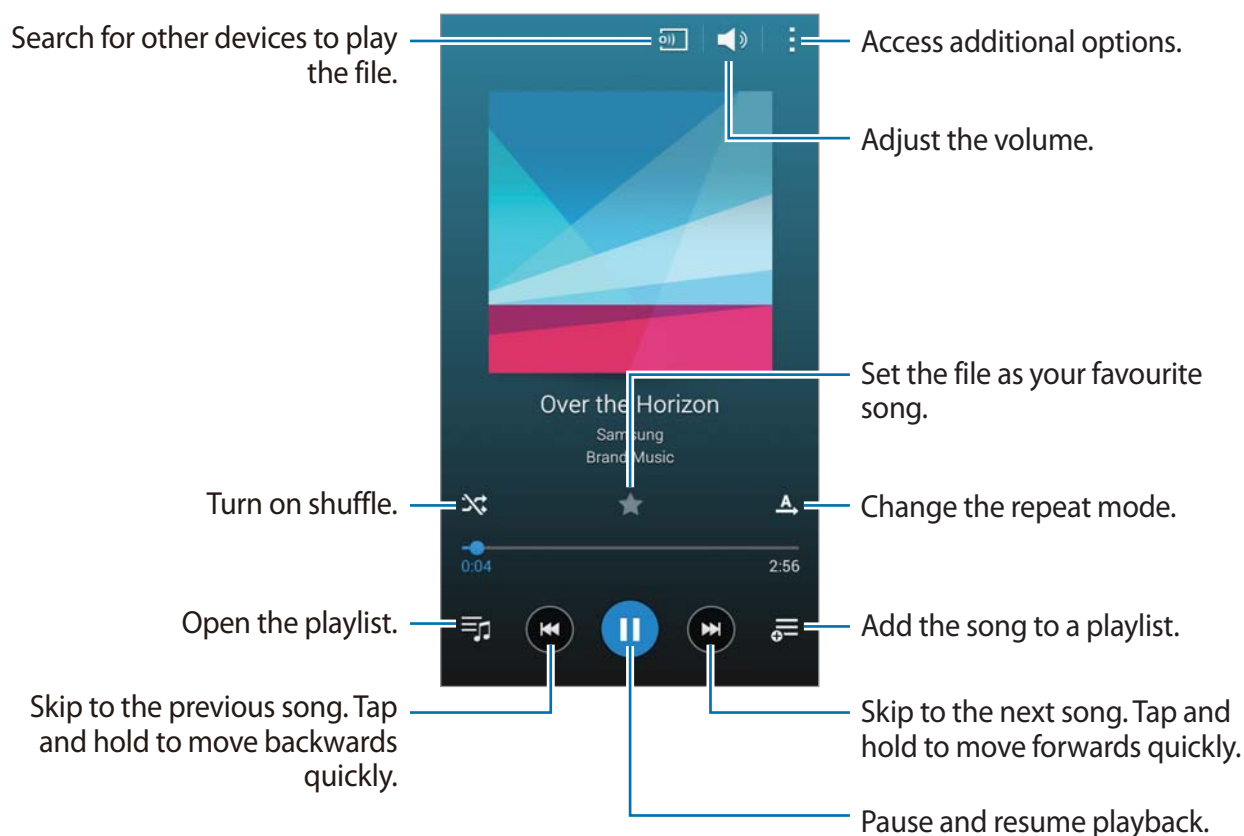 Search for other devices to play
the file.
Access additional options.
Adjust the volume.
Set the file as your favourite
song.
Over the Horizon
Samsung
Brand Music
Turn on shuffle.
A
Change the repeat mode.
0:04
2:56
Open the playlist.
Add the song to a playlist.
Skip to the previous song. Tap
and hold to move backwards
quickly.
Skip to the next song. Tap and
hold to move forwards quickly.
Pause and resume playback.